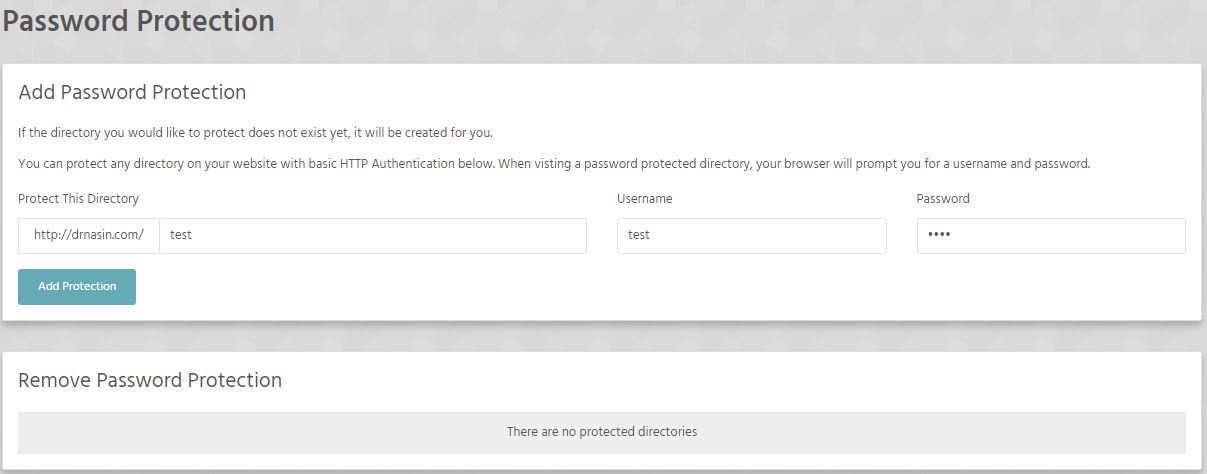 Password Protection
Add Password Protection
If the directory you would like to protect does not exist yet, it will be created for you.
You can protect any directory on your website with basic HTTP Authentication below. When visting a password protected directory, your browser will prompt you for a username and password.
Protect This Directory
Username
Password
http://drnasin.com/
test
test
••••
Add Protection
Remove Password Protection
There are no protected directories